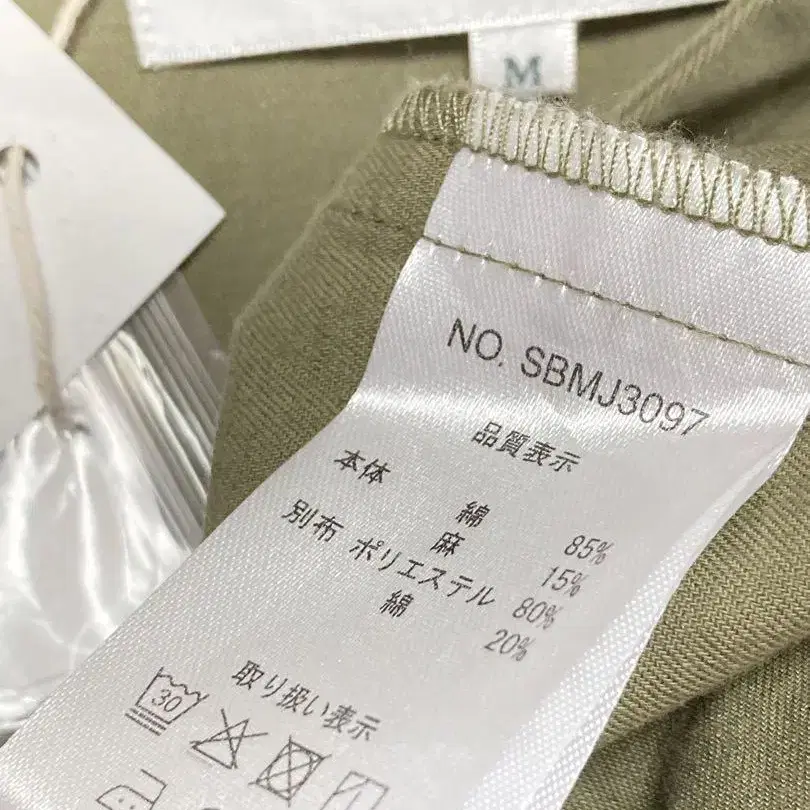 M
NO. SBMJ3097
品質表示
本体 綿 85%
麻 15%
別布 ポリエステル 80%
綿 20%
取り扱い表示
30